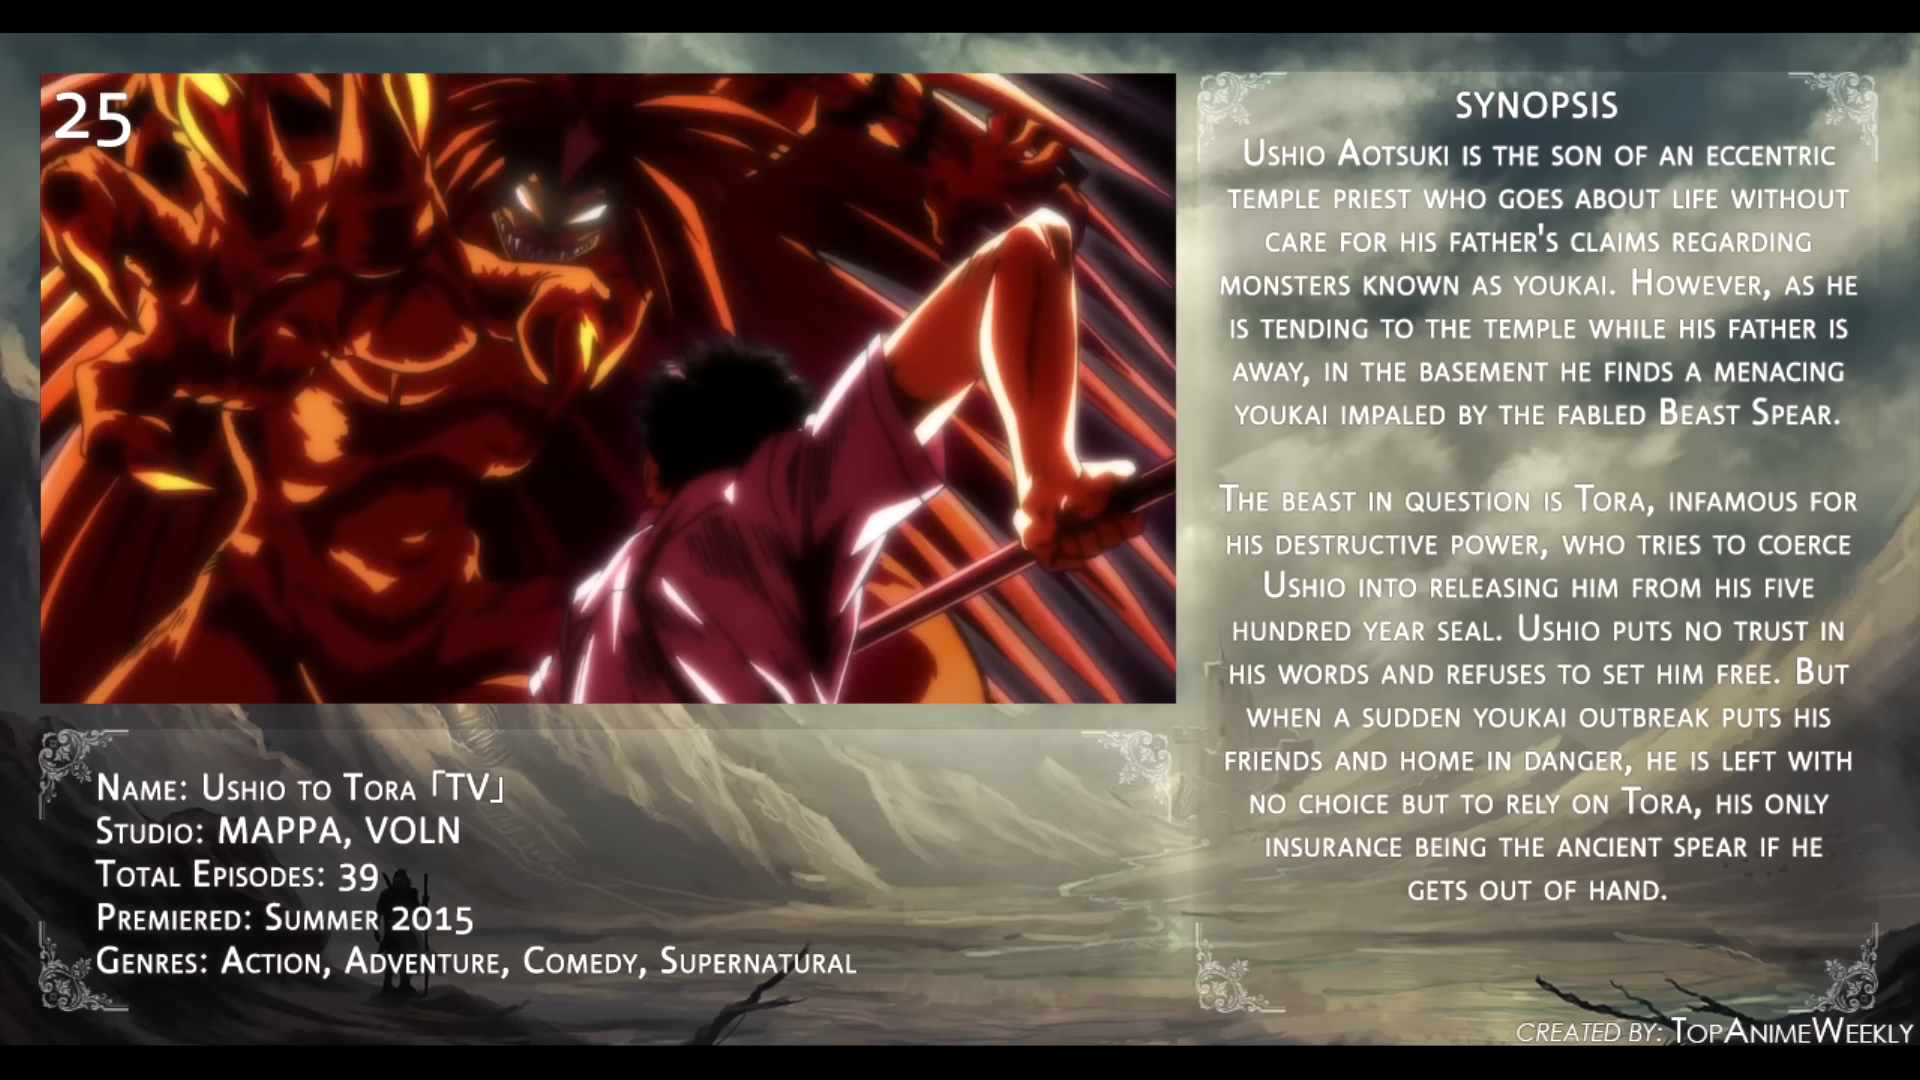 25
SYNOPSIS
USHIO AOTSUKI IS THE SON OF AN ECCENTRIC
TEMPLE PRIEST WHO GOES ABOUT LIFE WITHOUT
CARE FOR HIS FATHER'S CLAIMS REGARDING
MONSTERS KNOWN AS YOUKAI. HOWEVER, AS HE
IS TENDING TO THE TEMPLE WHILE HIS FATHER IS
AWAY, IN THE BASEMENT HE FINDS A MENACING
YOUKAI IMPALED BY THE FABLED BEAST SPEAR.
THE BEAST IN QUESTION IS TORA, INFAMOUS FOR
HIS DESTRUCTIVE POWER, WHO TRIES TO COERCE
USHIO INTO RELEASING HIM FROM HIS FIVE
HUNDRED YEAR SEAL. USHIO PUTS NO TRUST IN
HIS WORDS AND REFUSES TO SET HIM FREE. BUT
WHEN A SUDDEN YOUKAI OUTBREAK PUTS HIS
FRIENDS AND HOME IN DANGER, HE IS LEFT WITH
NO CHOICE BUT TO RELY ON TORA, HIS ONLY
INSURANCE BEING THE ANCIENT SPEAR IF HE
GETS OUT OF HAND.
NAME: USHIO TO TORA「TV」
STUDIO: MAPPA, VOLN
TOTAL EPISODES: 39
PREMIERED: SUMMER 2015
GENRES: ACTION, ADVENTURE, COMEDY, SUPERNATURAL
CREATED BY: TOPANIMEWEEKLY